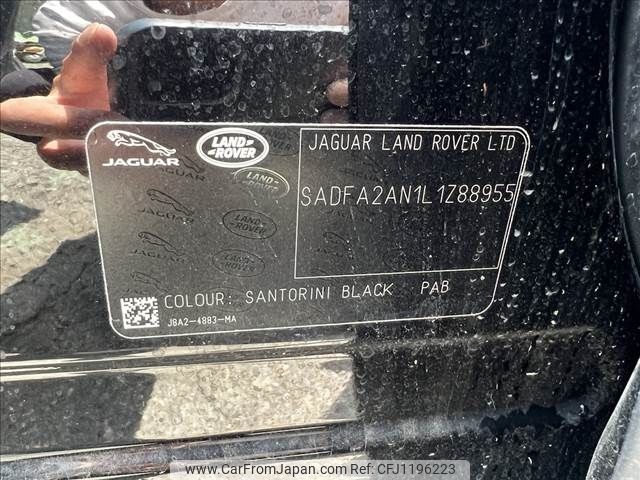 JAGUAR
LAND
ROVER
JAGUAR LAND ROVER LTD
SADFA2AN1L1Z88955
COLOUR: SANTORINI BLACK PAB
JBA2-4883-MA
www.CarFromJapan.com Ref: CFJ1196223